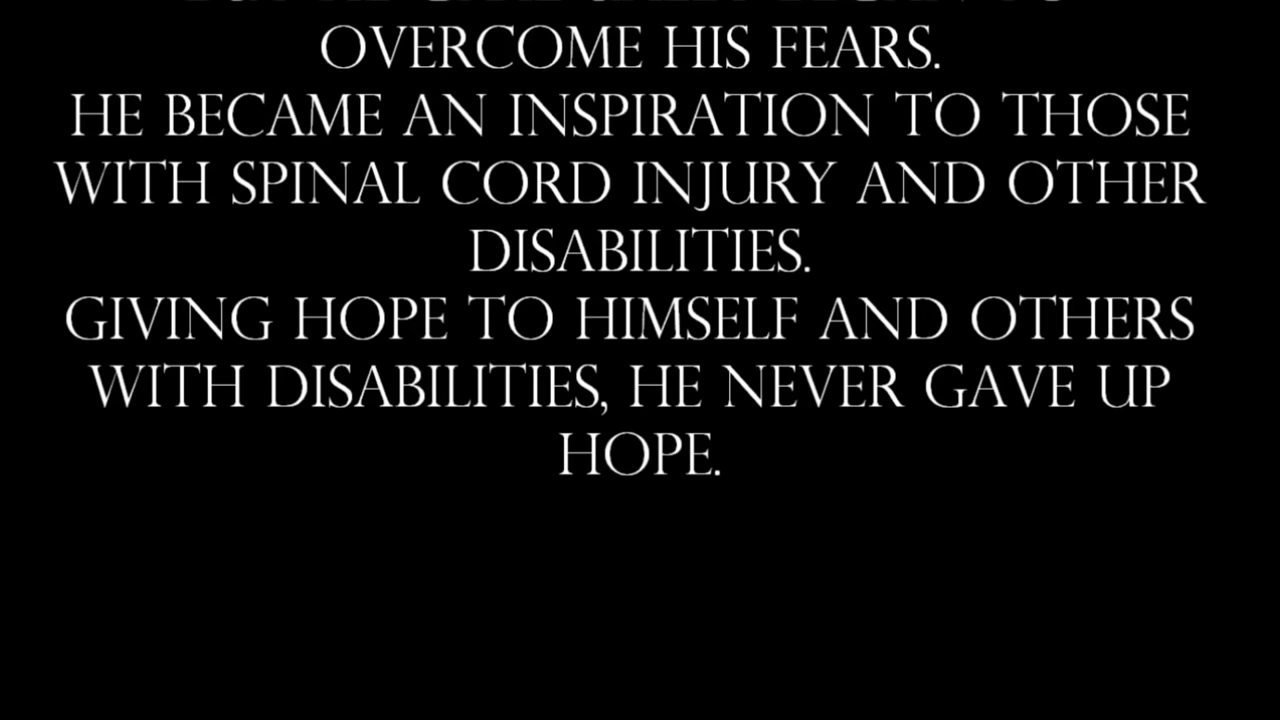 OVERCOME HIS FEARS.
HE BECAME AN INSPIRATION TO THOSE
WITH SPINAL CORD INJURY AND OTHER
DISABILITIES.
GIVING HOPE TO HIMSELF AND OTHERS
WITH DISABILITIES, HE NEVER GAVE UP
HOPE.